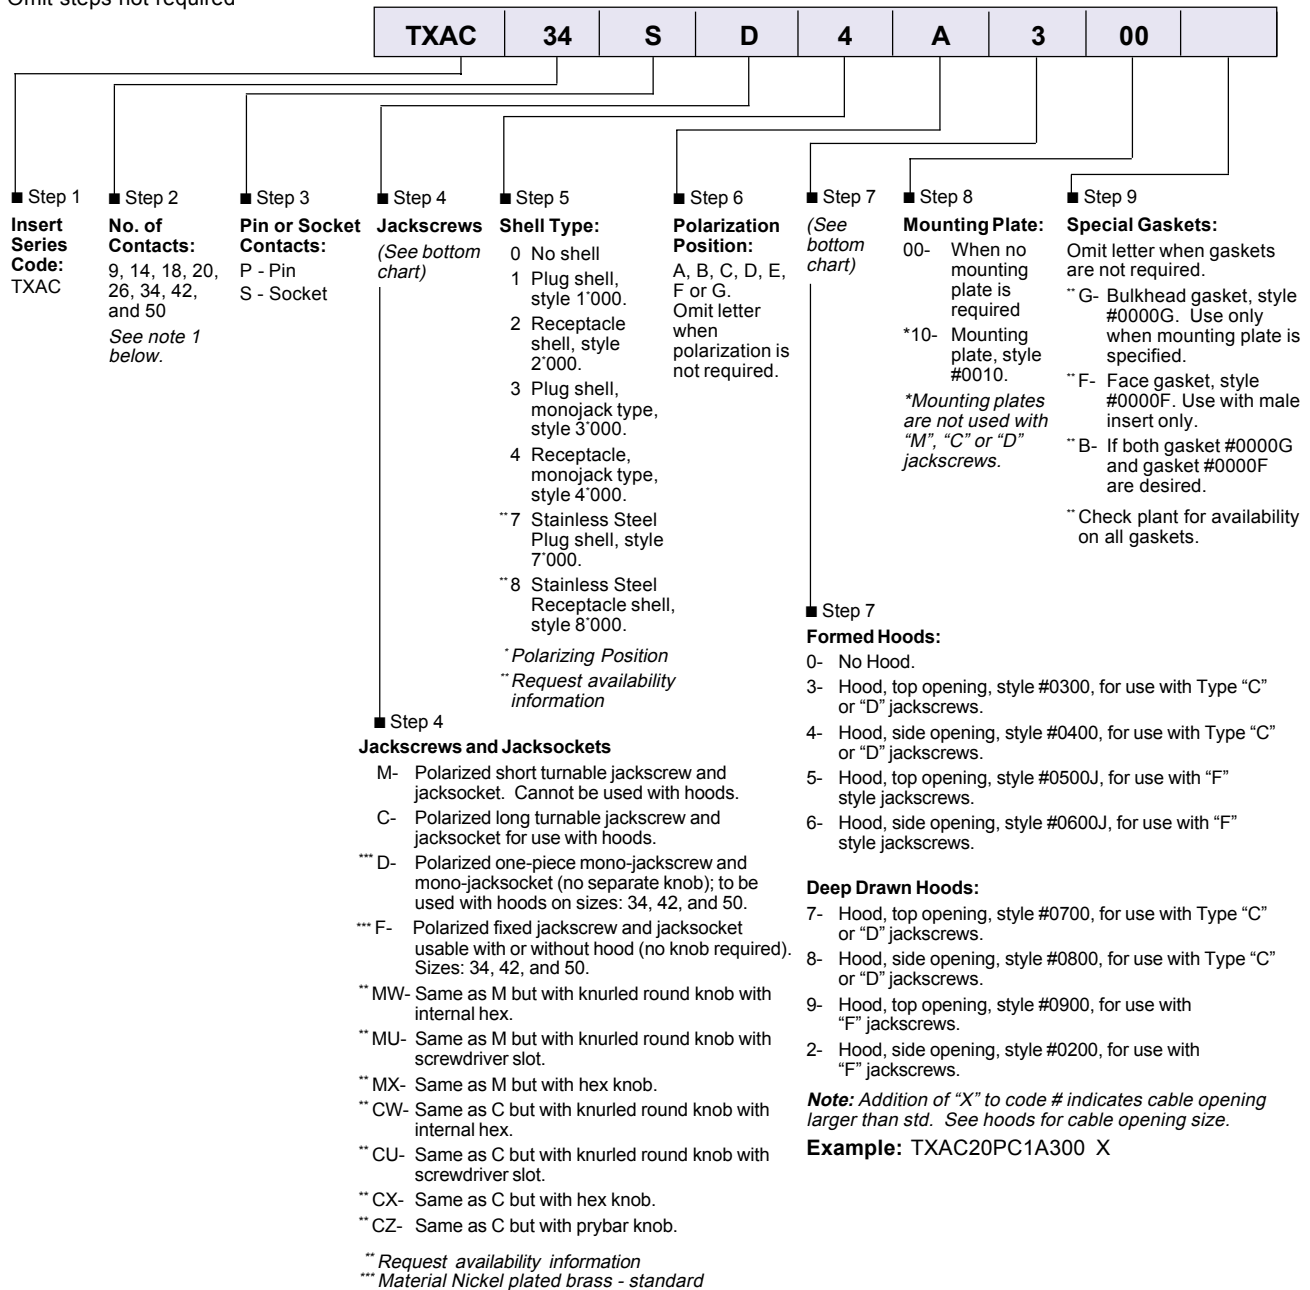 Omit steps not required
TXAC 34 S D 4 A 3 00
■ Step 1
Insert
Series
Code:
TXAC
■ Step 2
No. of
Contacts:
9, 14, 18, 20,
26, 34, 42,
and 50
See note 1
below.
■ Step 3
Pin or Socket
Contacts:
P - Pin
S - Socket
■ Step 4
Jackscrews
(See bottom
chart)
■ Step 5
Shell Type:
0 No shell
1 Plug shell,
style 1*000.
2 Receptacle
shell, style
2*000.
3 Plug shell,
monojack type,
style 3*000.
4 Receptacle,
monojack type,
style 4*000.
**7 Stainless Steel
Plug shell, style
7*000.
**8 Stainless Steel
Receptacle shell,
style 8*000.
* Polarizing Position
** Request availability
information
■ Step 6
Polarization
Position:
A, B, C, D, E,
F or G.
Omit letter
when
polarization is
not required.
■ Step 7
(See
bottom
chart)
■ Step 8
Mounting Plate:
00- When no
mounting
plate is
required
*10- Mounting
plate, style
#0010.
*Mounting plates
are not used with
“M”, “C” or “D”
jackscrews.
■ Step 9
Special Gaskets:
Omit letter when gaskets
are not required.
**G- Bulkhead gasket, style
#0000G. Use only
when mounting plate is
specified.
**F- Face gasket, style
#0000F. Use with male
insert only.
**B- If both gasket #0000G
and gasket #0000F
are desired.
**Check plant for availability
on all gaskets.
■ Step 4
Jackscrews and Jacksockets
M- Polarized short turnable jackscrew and
jacksocket. Cannot be used with hoods.
C- Polarized long turnable jackscrew and
jacksocket for use with hoods.
***D- Polarized one-piece mono-jackscrew and
mono-jacksocket (no separate knob); to be
used with hoods on sizes: 34, 42, and 50.
***F- Polarized fixed jackscrew and jacksocket
usable with or without hood (no knob required).
Sizes: 34, 42, and 50.
**MW- Same as M but with knurled round knob with
internal hex.
**MU- Same as M but with knurled round knob with
screwdriver slot.
**MX- Same as M but with hex knob.
**CW- Same as C but with knurled round knob with
internal hex.
**CU- Same as C but with knurled round knob with
screwdriver slot.
**CX- Same as C but with hex knob.
**CZ- Same as C but with prybar knob.
** Request availability information
*** Material Nickel plated brass - standard
■ Step 7
Formed Hoods:
0- No Hood.
3- Hood, top opening, style #0300, for use with Type “C”
or “D” jackscrews.
4- Hood, side opening, style #0400, for use with Type “C”
or “D” jackscrews.
5- Hood, top opening, style #0500J, for use with “F”
style jackscrews.
6- Hood, side opening, style #0600J, for use with “F”
style jackscrews.
Deep Drawn Hoods:
7- Hood, top opening, style #0700, for use with Type “C”
or “D” jackscrews.
8- Hood, side opening, style #0800, for use with Type “C”
or “D” jackscrews.
9- Hood, top opening, style #0900, for use with
“F” jackscrews.
2- Hood, side opening, style #0200, for use with
“F” jackscrews.
Note: Addition of “X” to code # indicates cable opening
larger than std. See hoods for cable opening size.
Example: TXAC20PC1A300 X